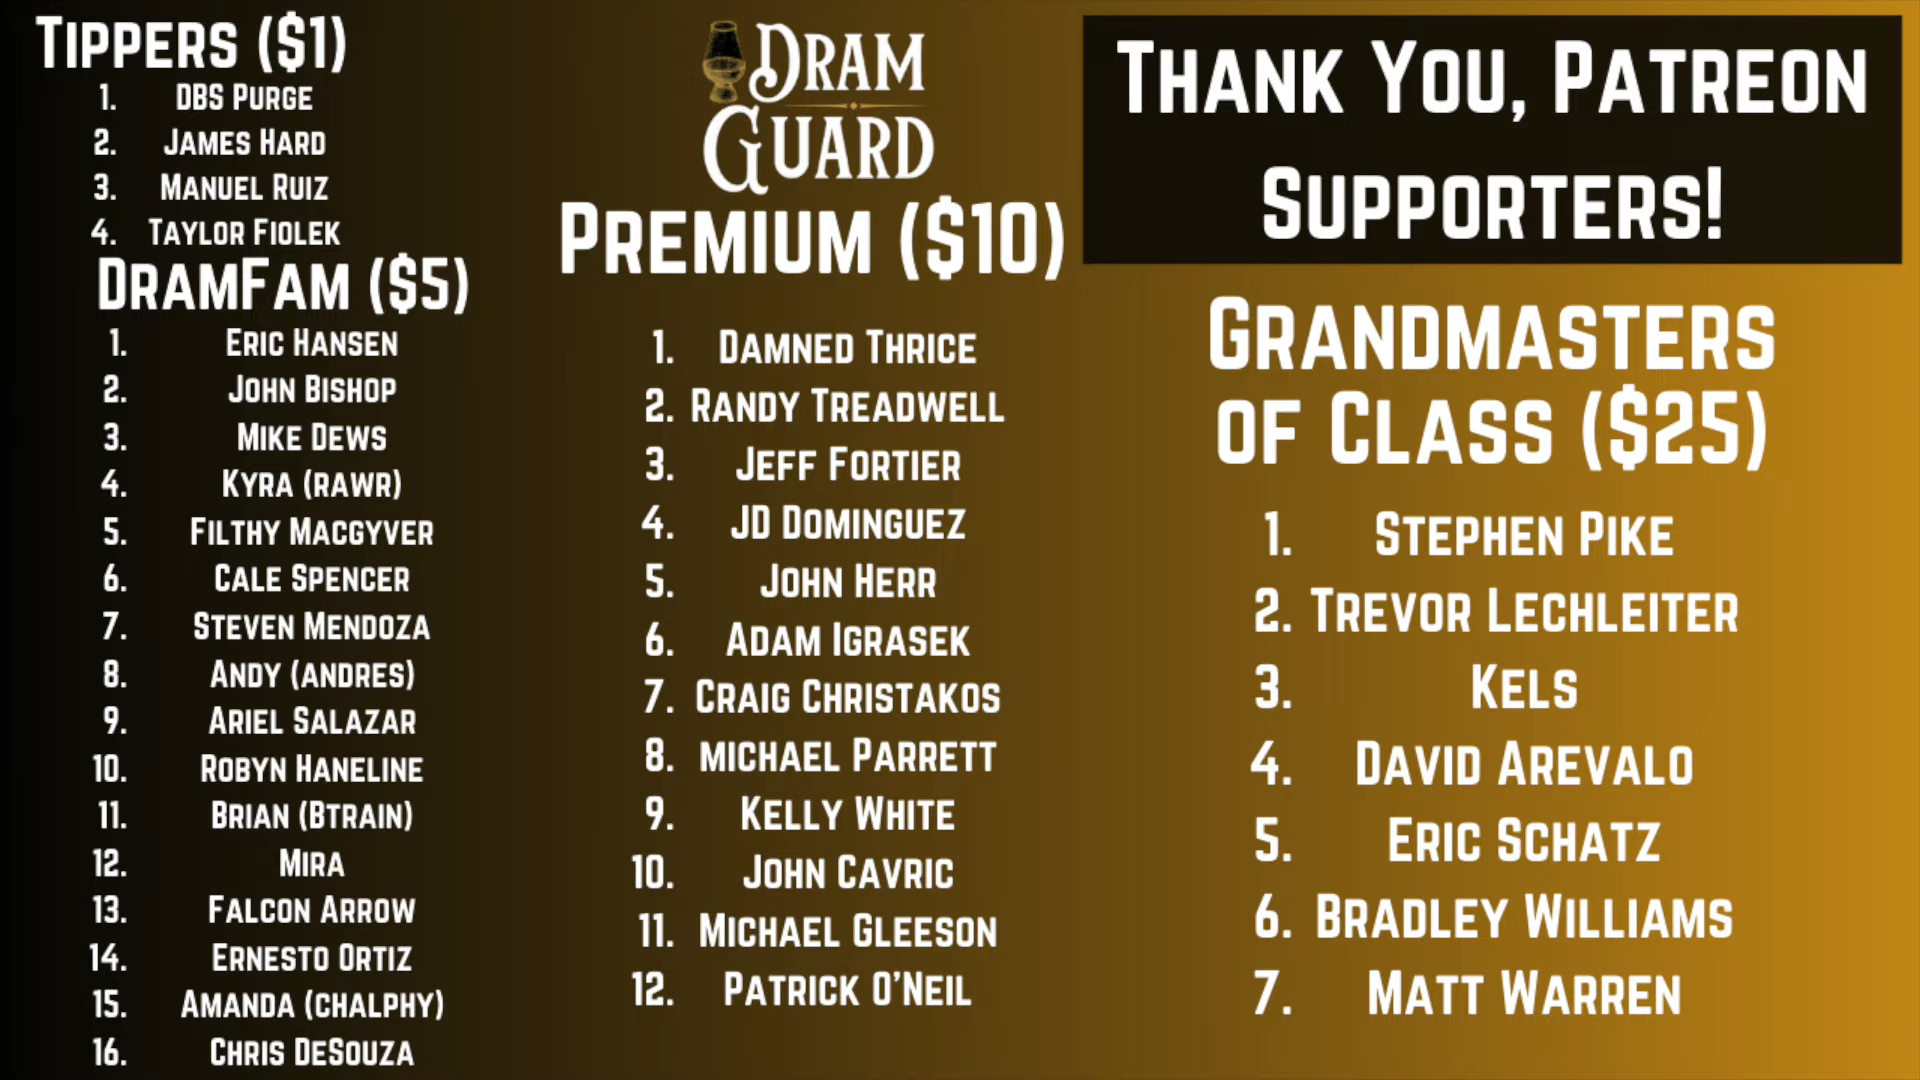 Tippers ($1)
1. DBS Purge
2. James Hard
3. Manuel Ruiz
4. Taylor Fiolek
DramFam ($5)
1. Eric Hansen
2. John Bishop
3. Mike Dews
4. Kyra (rawr)
5. Filthy Macgyver
6. Cale Spencer
7. Steven Mendoza
8. Andy (andres)
9. Ariel Salazar
10. Robyn Haneline
11. Brian (Btrain)
12. Mira
13. Falcon Arrow
14. Ernesto Ortiz
15. Amanda (chalphy)
16. Chris DeSouza
Dram
Guard
Premium ($10)
1. Damned Thrice
2. Randy Treadwell
3. Jeff Fortier
4. JD Dominguez
5. John Herr
6. Adam Igrasek
7. Craig Christakos
8. michael Parrett
9. Kelly White
10. John Cavric
11. Michael Gleeson
12. Patrick O'Neil
Thank You, Patreon
Supporters!
Grandmasters
of Class ($25)
1. Stephen Pike
2. Trevor Lechleiter
3. Kels
4. David Arevalo
5. Eric Schatz
6. Bradley Williams
7. Matt Warren